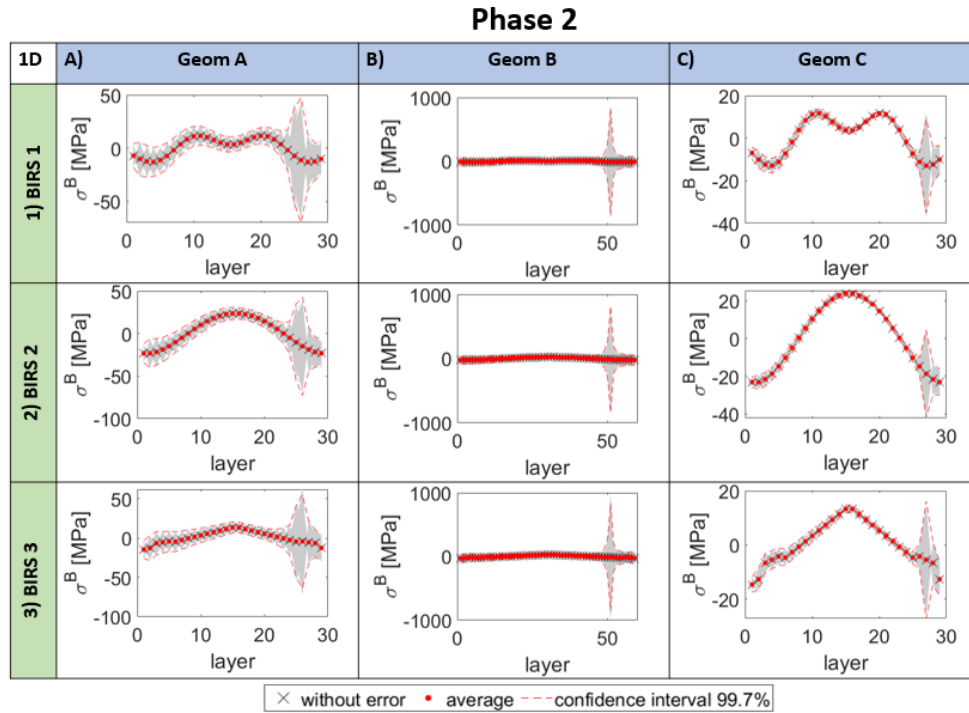 Phase 2
1D A) Geom A B) Geom B C) Geom C
1) BIRS 1
σᴮ [MPa]
50
0
-50
0 10 20 30
layer
σᴮ [MPa]
1000
0
-1000
0 50
layer
σᴮ [MPa]
20
0
-20
-40
0 10 20 30
layer
2) BIRS 2
σᴮ [MPa]
50
0
-50
-100
0 10 20 30
layer
σᴮ [MPa]
1000
0
-1000
0 50
layer
σᴮ [MPa]
20
0
-20
-40
0 10 20 30
layer
3) BIRS 3
σᴮ [MPa]
50
0
-50
-100
0 10 20 30
layer
σᴮ [MPa]
1000
0
-1000
0 50
layer
σᴮ [MPa]
20
0
-20
0 10 20 30
layer
without error average confidence interval 99.7%